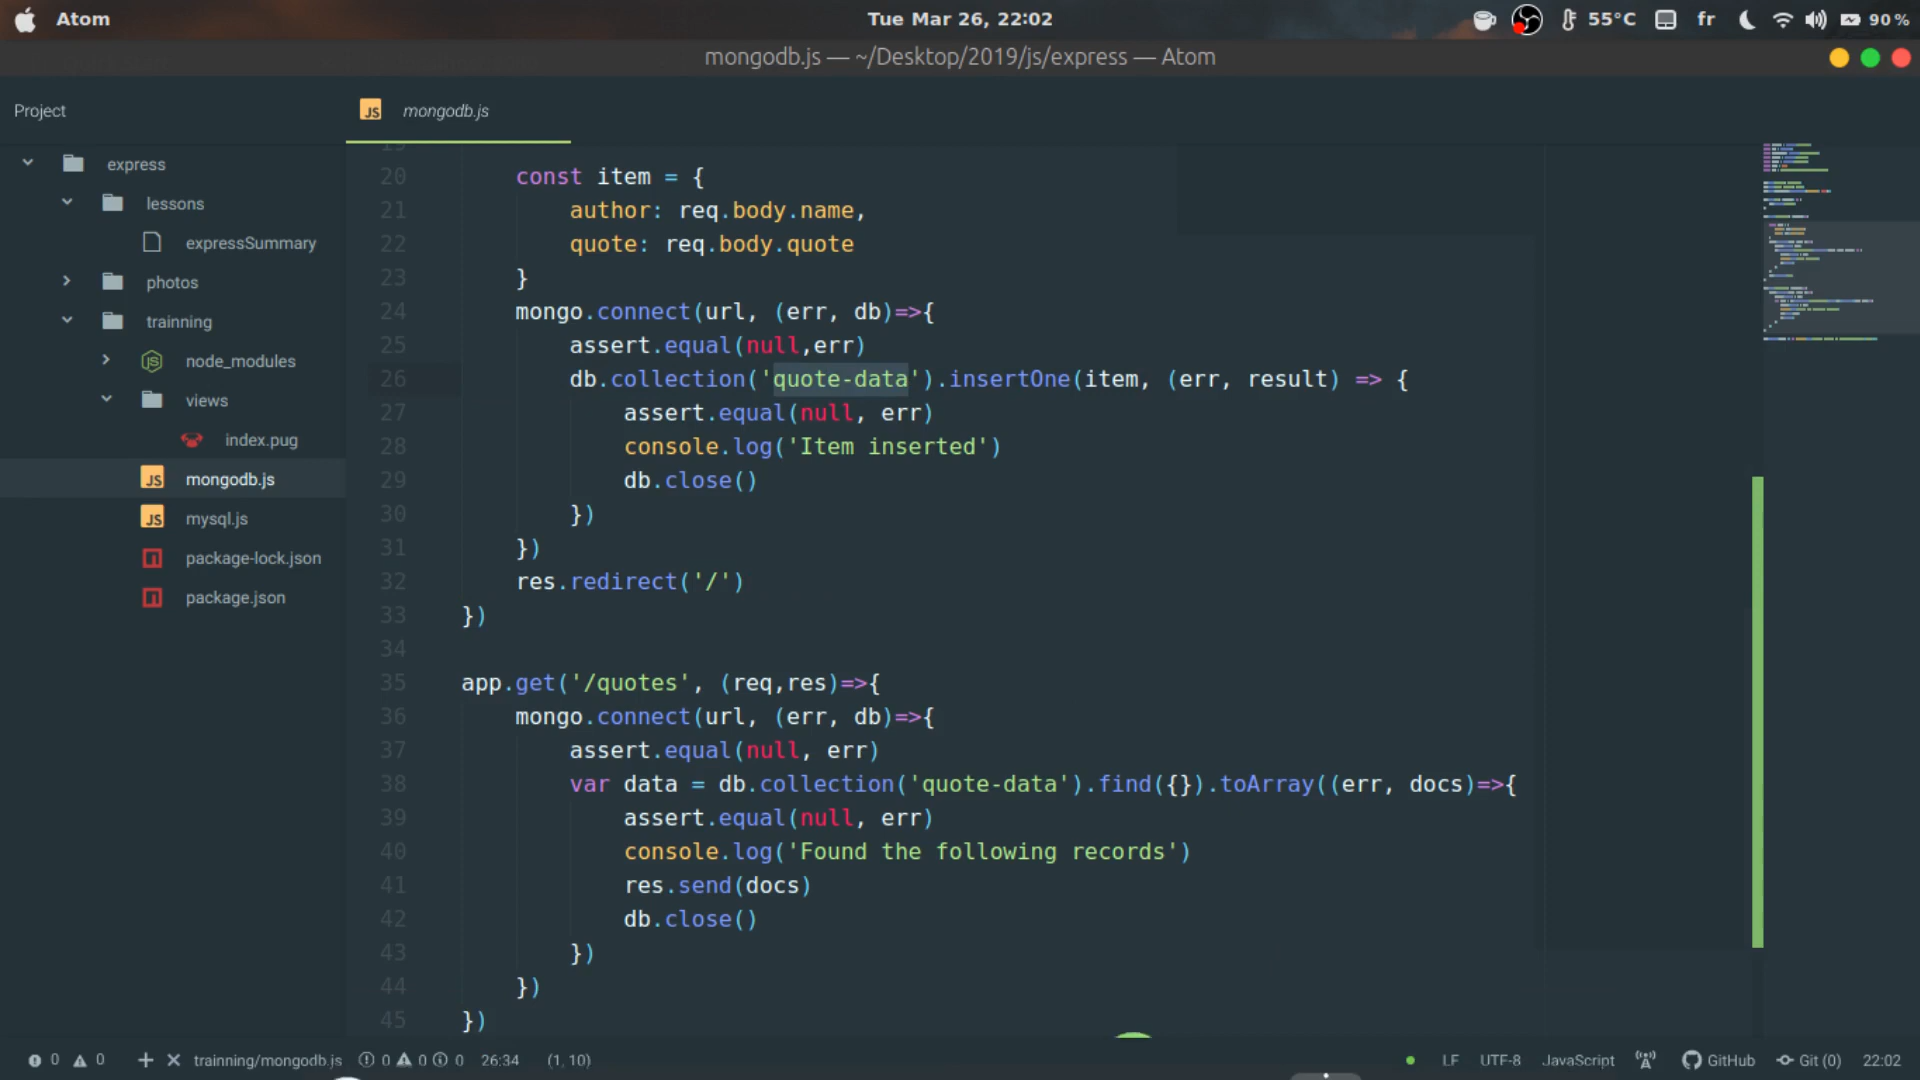 Atom
Tue Mar 26, 22:02
55°C
fr
90%
mongodb.js — ~/Desktop/2019/js/express — Atom
Project
JS mongodb.js
express
lessons
expressSummary
photos
trainning
JS node_modules
views
index.pug
JS mongodb.js
JS mysql.js
package-lock.json
package.json
20 const item = {
21 author: req.body.name,
22 quote: req.body.quote
23 }
24 mongo.connect(url, (err, db)=>{
25 assert.equal(null,err)
26 db.collection('quote-data').insertOne(item, (err, result) => {
27 assert.equal(null, err)
28 console.log('Item inserted')
29 db.close()
30 })
31 })
32 res.redirect('/')
33 })
34
35 app.get('/quotes', (req,res)=>{
36 mongo.connect(url, (err, db)=>{
37 assert.equal(null, err)
38 var data = db.collection('quote-data').find({}).toArray((err, docs)=>{
39 assert.equal(null, err)
40 console.log('Found the following records')
41 res.send(docs)
42 db.close()
43 })
44 })
45 })
0 0 + × trainning/mongodb.js 0 0 0 26:34 (1, 10)
LF UTF-8 JavaScript GitHub Git (0) 22:02